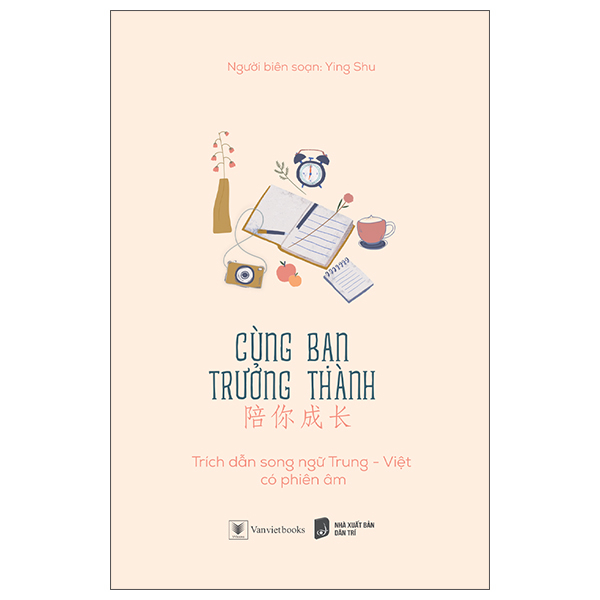 Người biên soạn: Ying Shu
CÙNG BẠN
TRƯỞNG THÀNH
陪你成长
Trích dẫn song ngữ Trung - Việt
có phiên âm
Vanvietbooks
NHÀ XUẤT BẢN
DÂN TRÍ